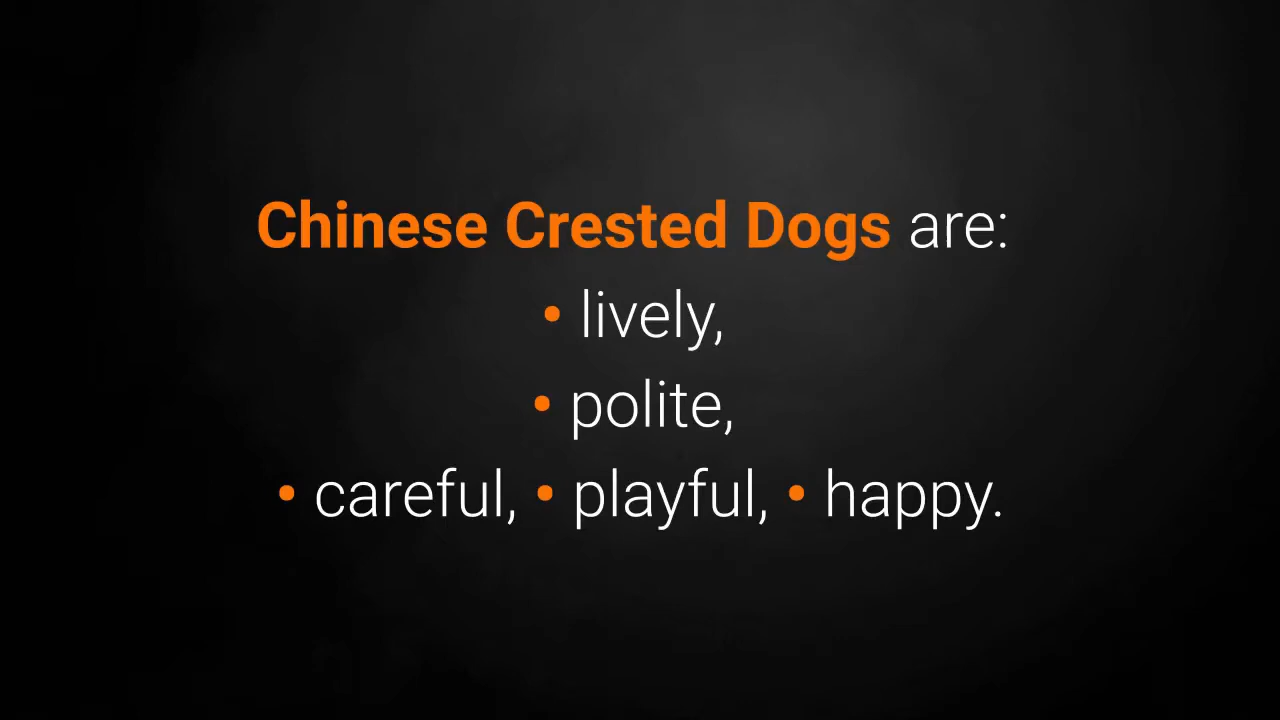 Chinese Crested Dogs are:
• lively,
• polite,
• careful, • playful, • happy.